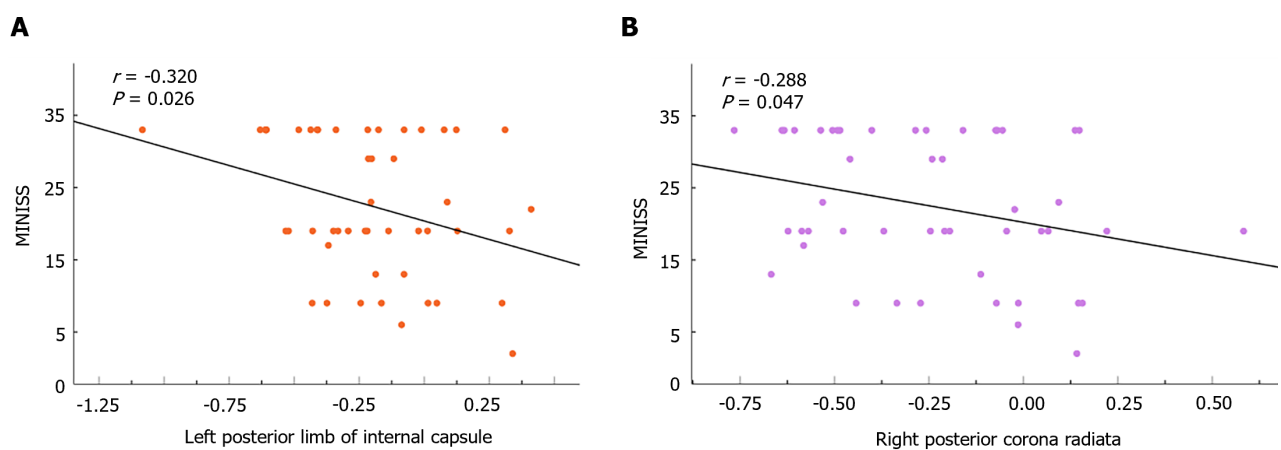 A
r = -0.320
P = 0.026
MINISS
35
25
15
5
0
-1.25 -0.75 -0.25 0.25
Left posterior limb of internal capsule
B
r = -0.288
P = 0.047
MINISS
35
25
15
5
0
-0.75 -0.50 -0.25 0.00 0.25 0.50
Right posterior corona radiata